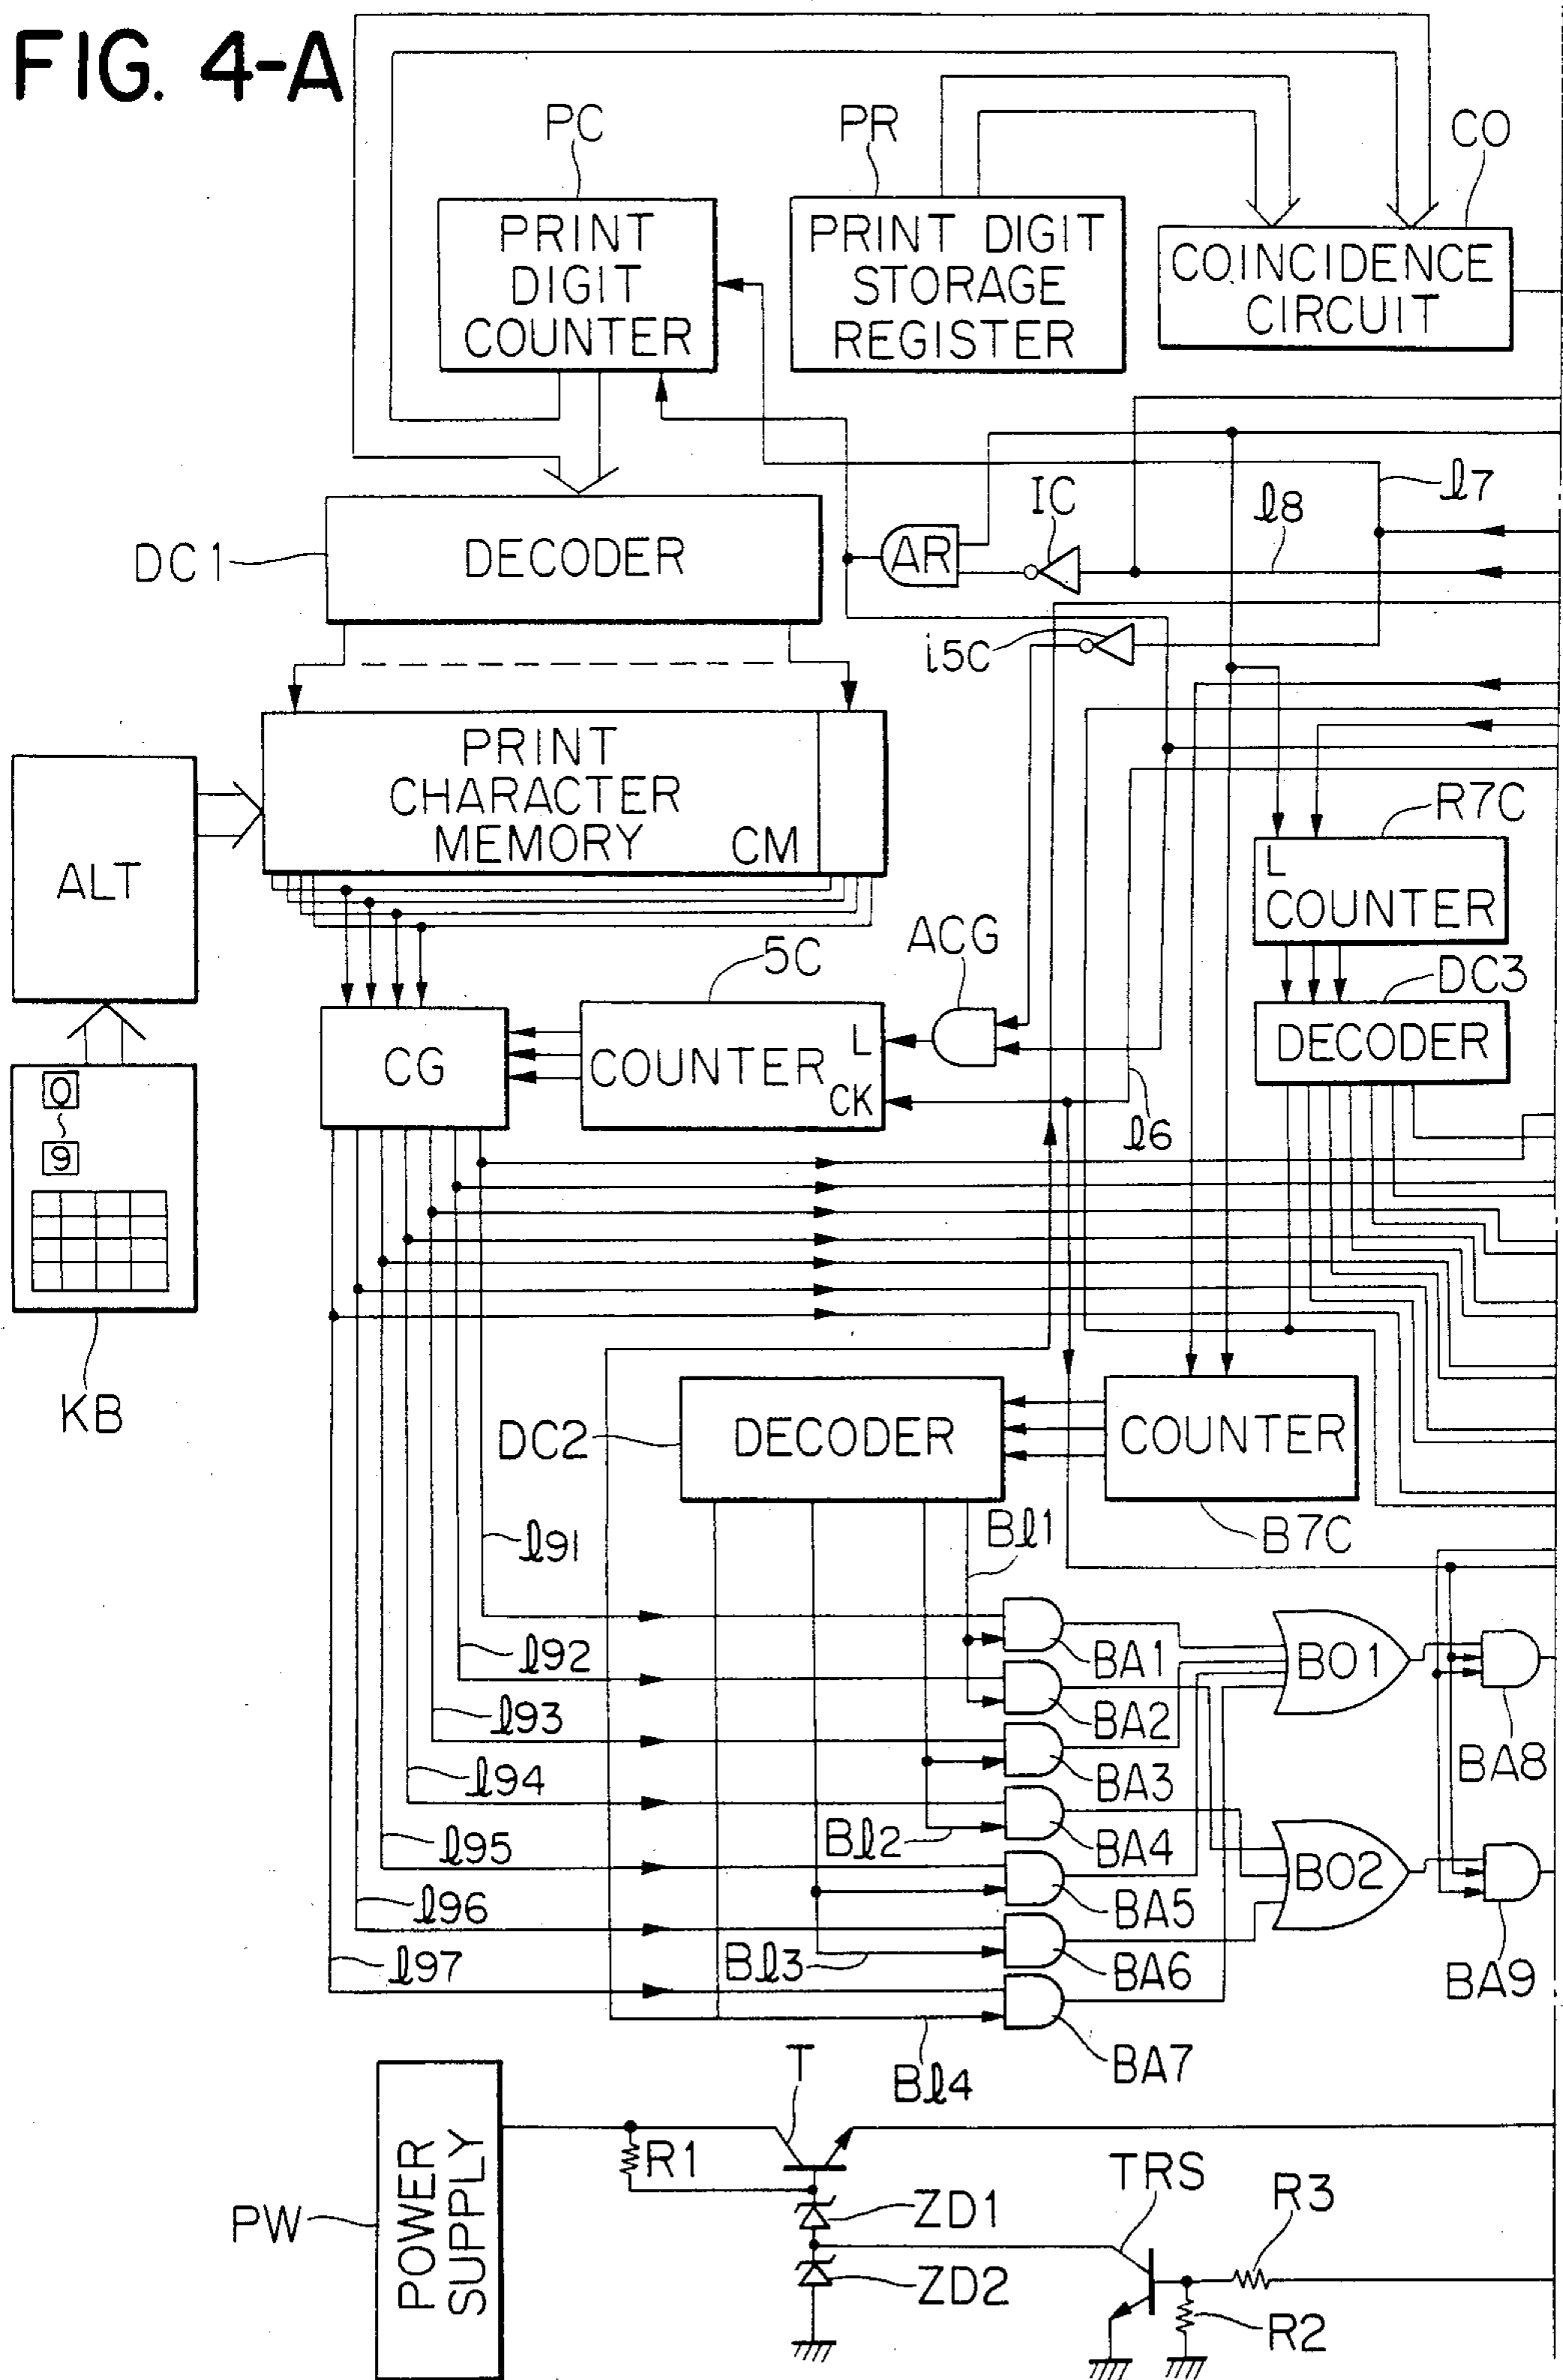 FIG. 4-A
PC
PR
CO
PRINT
DIGIT
COUNTER
PRINT DIGIT
STORAGE
REGISTER
COINCIDENCE
CIRCUIT
l7
IC
l8
DC1
DECODER
AR
i5C
PRINT
CHARACTER
MEMORY
CM
ALT
R7C
L
COUNTER
ACG
5C
DC3
DECODER
CG
COUNTER
L
CK
0
~
9
l6
KB
DC2
DECODER
COUNTER
B7C
l91
Bl1
BA1
BO1
l92
BA2
l93
BA3
BA8
l94
Bl2
BA4
l95
BA5
BO2
l96
Bl3
BA6
BA9
l97
BA7
Bl4
T
POWER
SUPPLY
PW
R1
ZD1
TRS
R3
ZD2
R2